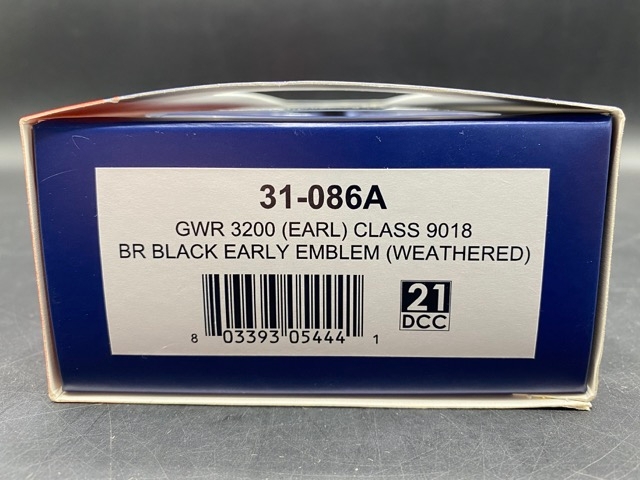 31-086A
GWR 3200 (EARL) CLASS 9018
BR BLACK EARLY EMBLEM (WEATHERED)
21
DCC
8 03393 05444 1